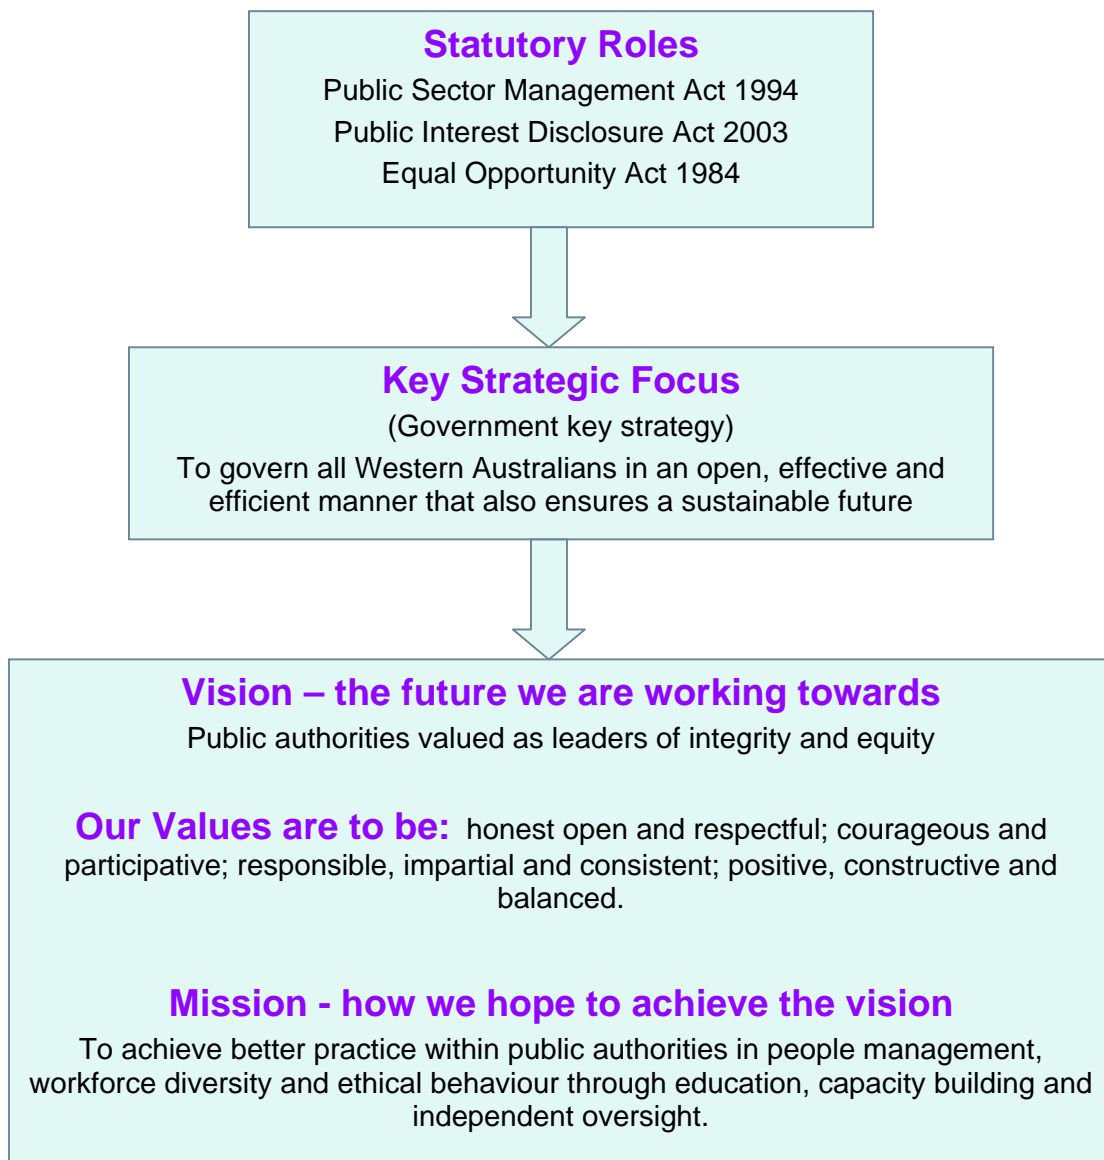 Statutory Roles
Public Sector Management Act 1994
Public Interest Disclosure Act 2003
Equal Opportunity Act 1984
Key Strategic Focus
(Government key strategy)
To govern all Western Australians in an open, effective and
efficient manner that also ensures a sustainable future
Vision – the future we are working towards
Public authorities valued as leaders of integrity and equity
Our Values are to be: honest open and respectful; courageous and
participative; responsible, impartial and consistent; positive, constructive and
balanced.
Mission - how we hope to achieve the vision
To achieve better practice within public authorities in people management,
workforce diversity and ethical behaviour through education, capacity building and
independent oversight.